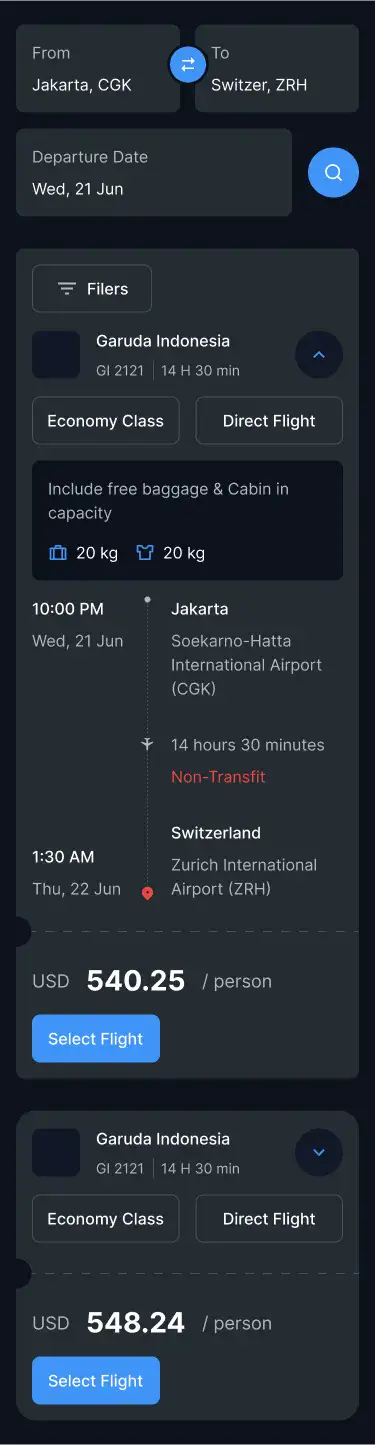 From
Jakarta, CGK
To
Switzer, ZRH
Departure Date
Wed, 21 Jun
Filers
Garuda Indonesia
GI 2121 14 H 30 min
Economy Class
Direct Flight
Include free baggage & Cabin in
capacity
20 kg 20 kg
10:00 PM
Wed, 21 Jun
Jakarta
Soekarno-Hatta
International Airport
(CGK)
14 hours 30 minutes
Non-Transfit
1:30 AM
Thu, 22 Jun
Switzerland
Zurich International
Airport (ZRH)
USD 540.25 / person
Select Flight
Garuda Indonesia
GI 2121 14 H 30 min
Economy Class
Direct Flight
USD 548.24 / person
Select Flight